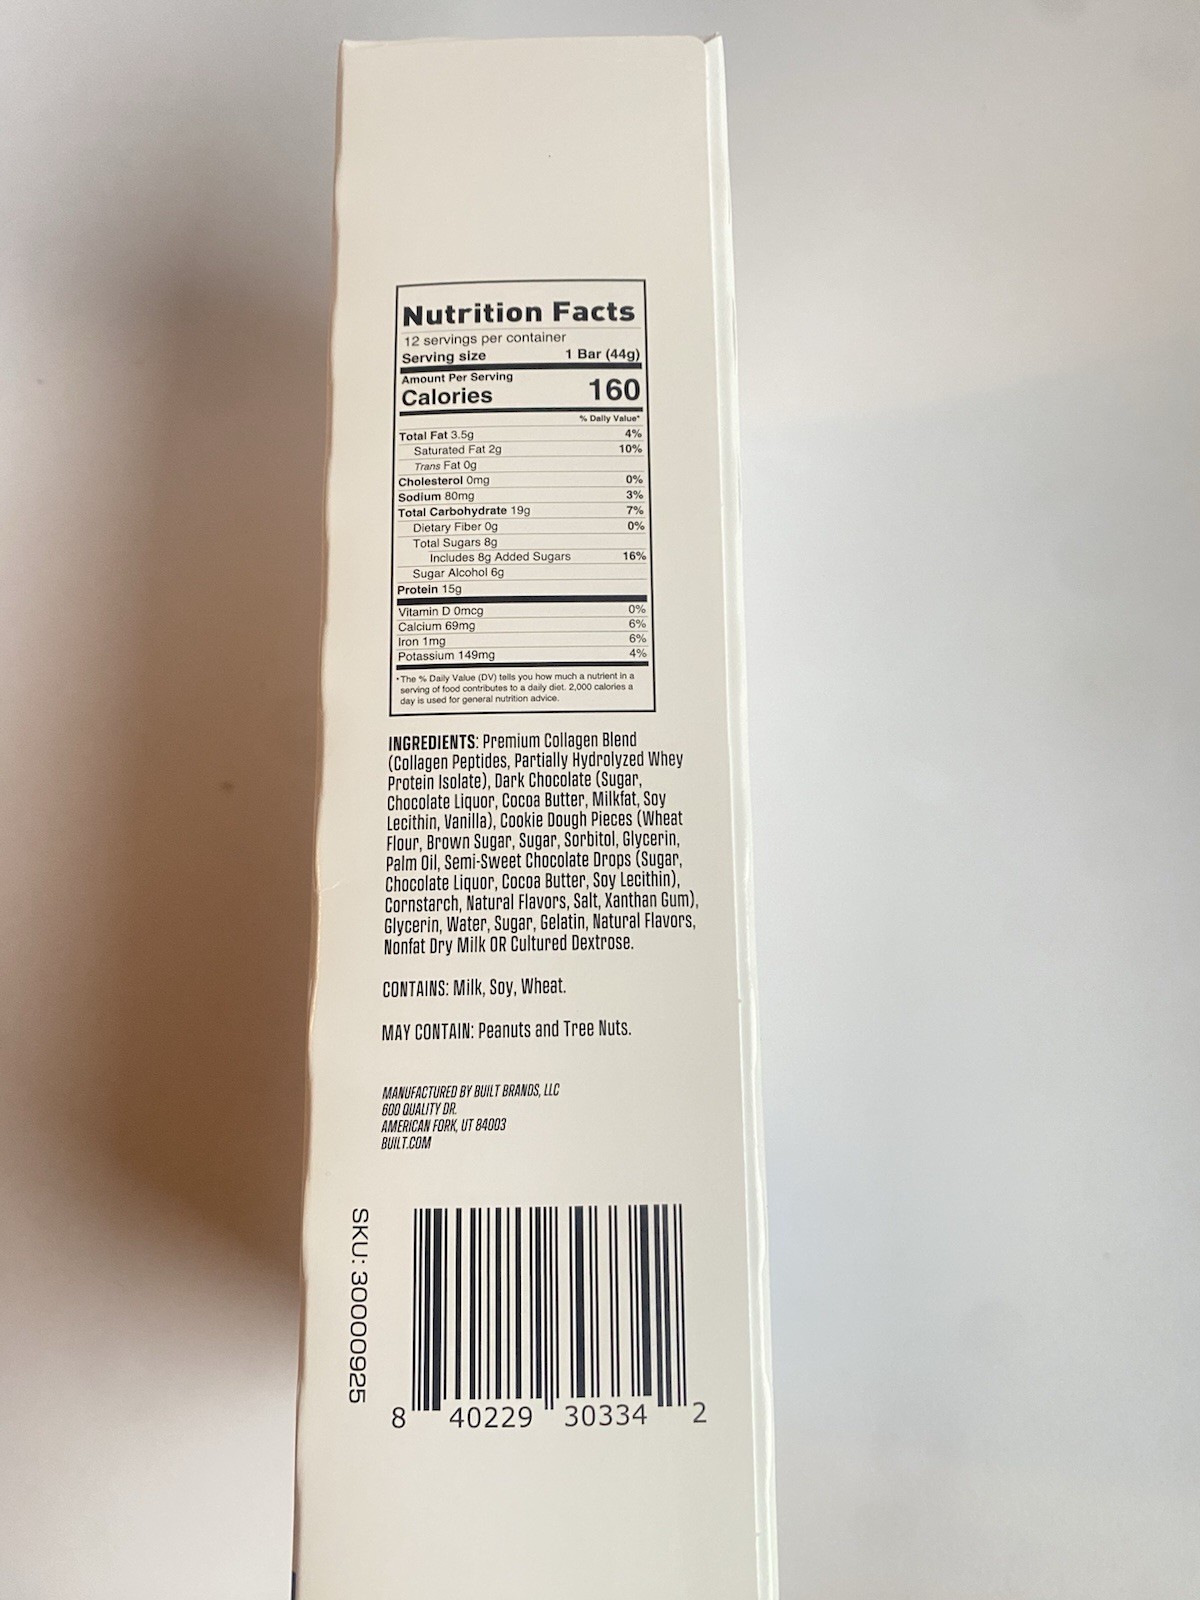 Nutrition Facts
12 servings per container
Serving size 1 Bar (44g)
Amount Per Serving
Calories 160
% Daily Value*
Total Fat 3.5g 4%
Saturated Fat 2g 10%
Trans Fat 0g
Cholesterol 0mg 0%
Sodium 80mg 3%
Total Carbohydrate 19g 7%
Dietary Fiber 0g 0%
Total Sugars 8g
Includes 8g Added Sugars 16%
Sugar Alcohol 6g
Protein 15g
Vitamin D 0mcg 0%
Calcium 69mg 6%
Iron 1mg 6%
Potassium 149mg 4%
*The % Daily Value (DV) tells you how much a nutrient in a
serving of food contributes to a daily diet. 2,000 calories a
day is used for general nutrition advice.
INGREDIENTS: Premium Collagen Blend
(Collagen Peptides, Partially Hydrolyzed Whey
Protein Isolate), Dark Chocolate (Sugar,
Chocolate Liquor, Cocoa Butter, Milkfat, Soy
Lecithin, Vanilla), Cookie Dough Pieces (Wheat
Flour, Brown Sugar, Sugar, Sorbitol, Glycerin,
Palm Oil, Semi-Sweet Chocolate Drops (Sugar,
Chocolate Liquor, Cocoa Butter, Soy Lecithin),
Cornstarch, Natural Flavors, Salt, Xanthan Gum),
Glycerin, Water, Sugar, Gelatin, Natural Flavors,
Nonfat Dry Milk OR Cultured Dextrose.
CONTAINS: Milk, Soy, Wheat.
MAY CONTAIN: Peanuts and Tree Nuts.
MANUFACTURED BY BUILT BRANDS, LLC
600 QUALITY DR.
AMERICAN FORK, UT 84003
BUILT.COM
SKU: 30000925
8 40229 30334 2